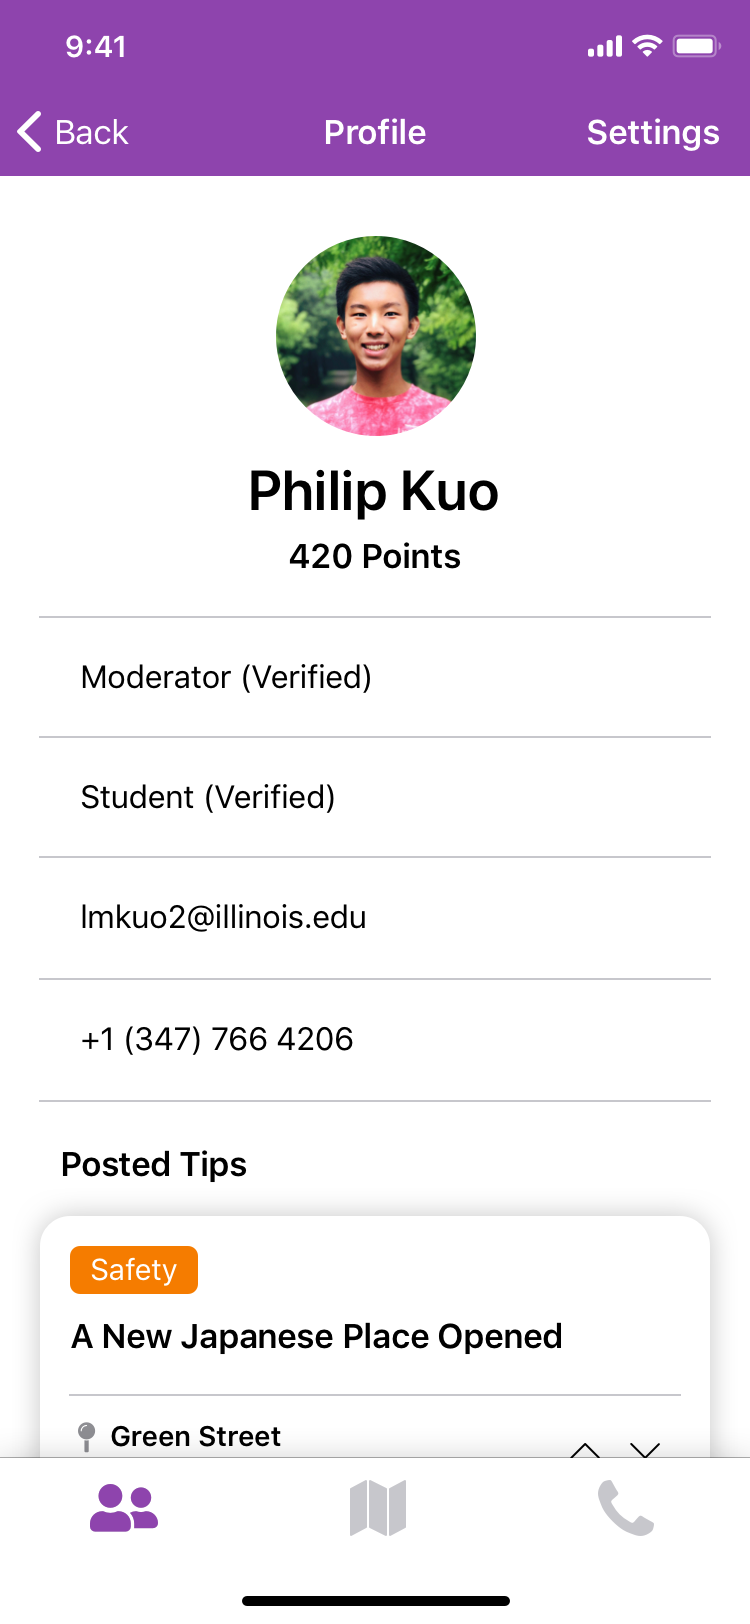 9:41
Back
Profile
Settings
Philip Kuo
420 Points
Moderator (Verified)
Student (Verified)
lmkuo2@illinois.edu
+1 (347) 766 4206
Posted Tips
Safety
A New Japanese Place Opened
Green Street